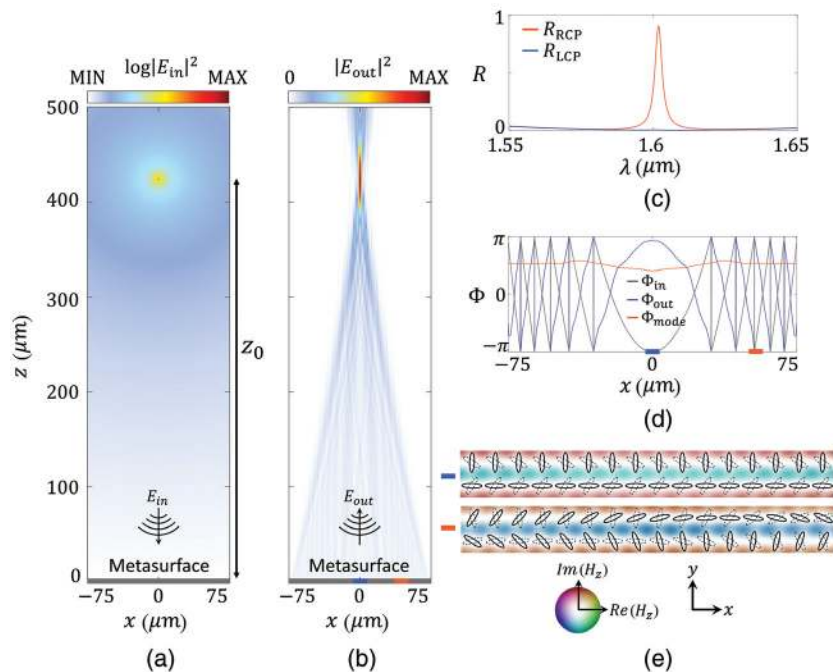 log|E_in|²
MIN MAX
500
400
300
200
100
0
z (μm)
z₀
E_in
Metasurface
−75 0 75
x (μm)
(a)
|E_out|²
0 MAX
E_out
Metasurface
−75 0 75
x (μm)
(b)
1
R
0
R_RCP
R_LCP
1.55 1.6 1.65
λ (μm)
(c)
π
Φ 0
−π
Φ_in
Φ_out
Φ_mode
−75 0 75
x (μm)
(d)
Im(H_z)
Re(H_z)
y
x
(e)